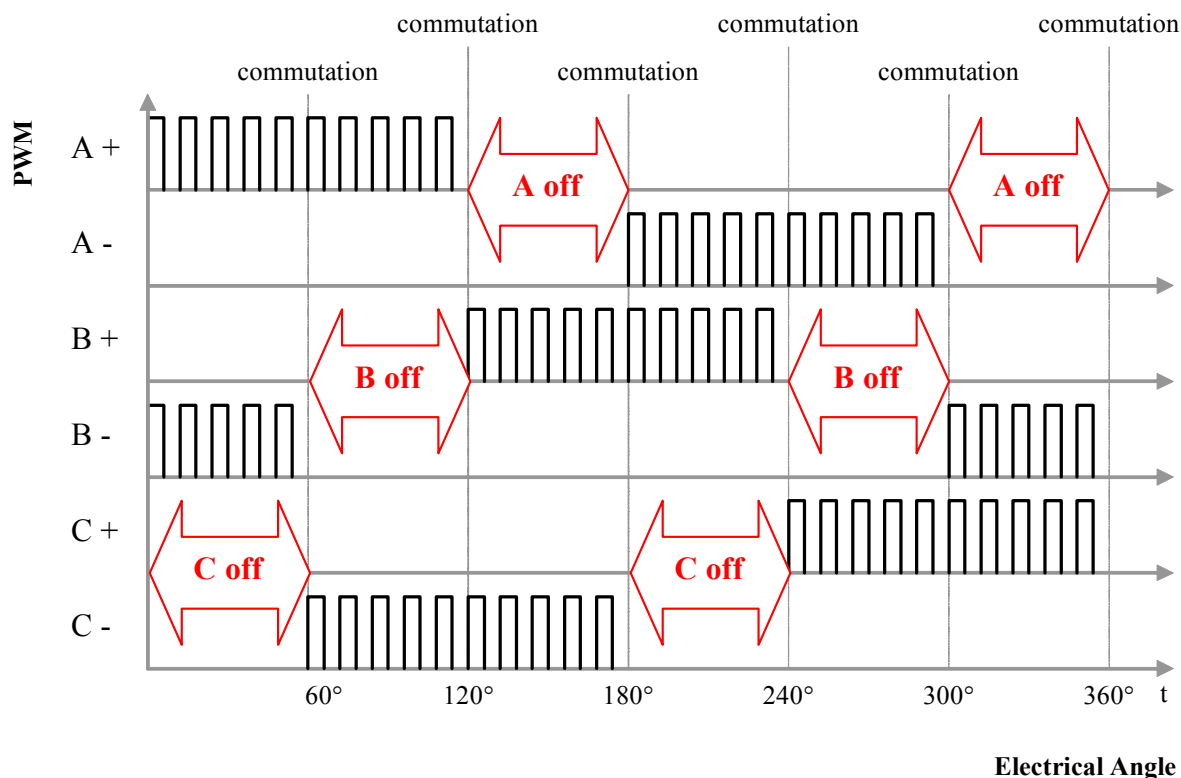 commutation commutation commutation
commutation commutation commutation
PWM
A +
A off A off
A -
B +
B off B off
B -
C +
C off C off
C -
60° 120° 180° 240° 300° 360° t
Electrical Angle